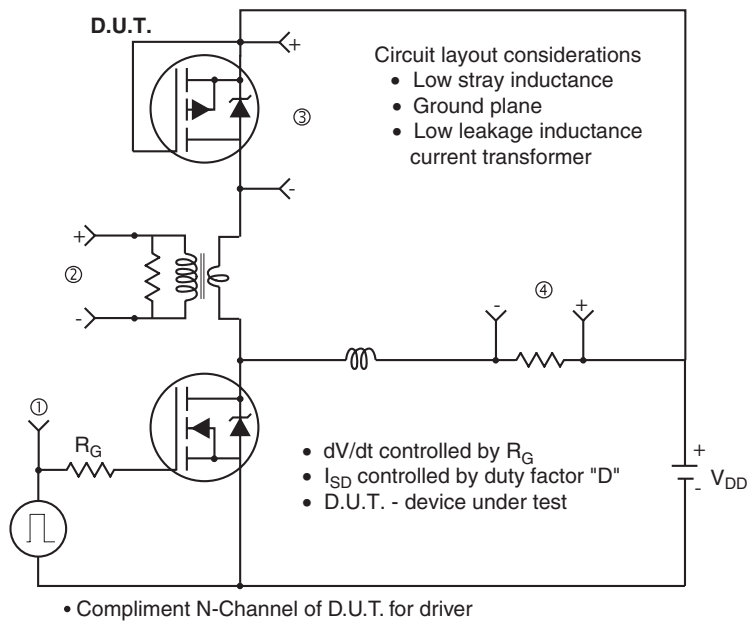 D.U.T.
+
Circuit layout considerations
• Low stray inductance
• Ground plane
• Low leakage inductance
current transformer
③
-
+
②
-
-
④
+
①
R_G
• dV/dt controlled by R_G
• I_SD controlled by duty factor "D"
• D.U.T. - device under test
+
-
V_DD
• Compliment N-Channel of D.U.T. for driver